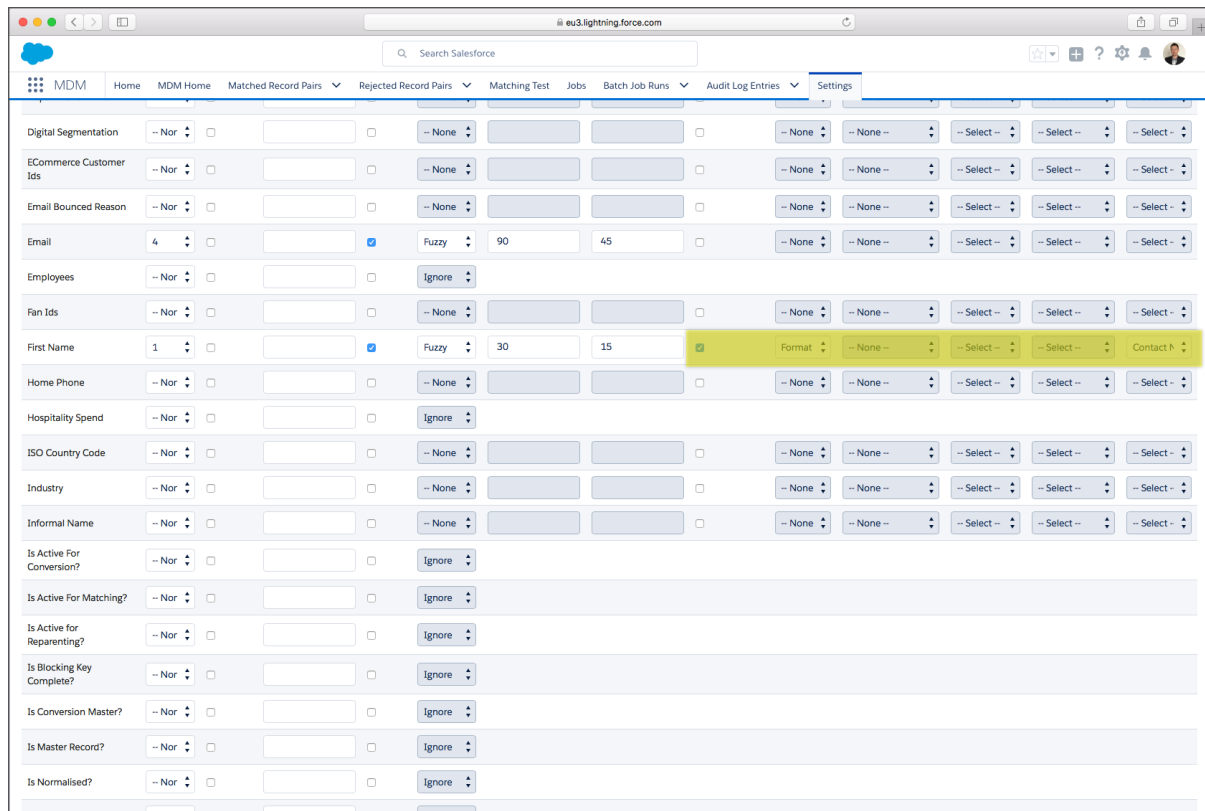 eu3.lightning.force.com
Search Salesforce
MDM Home MDM Home Matched Record Pairs Rejected Record Pairs Matching Test Jobs Batch Job Runs Audit Log Entries Settings
Digital Segmentation -- Nor -- None -- None -- None -- -- Select -- -- Select -- -- Select -
ECommerce Customer
Ids -- Nor -- None -- None -- None -- -- Select -- -- Select -- -- Select -
Email Bounced Reason -- Nor -- None -- None -- None -- -- Select -- -- Select -- -- Select -
Email 4 Fuzzy 90 45 -- None -- None -- -- Select -- -- Select -- -- Select -
Employees -- Nor Ignore
Fan Ids -- Nor -- None -- None -- None -- -- Select -- -- Select -- -- Select -
First Name 1 Fuzzy 30 15 Format -- None -- -- Select -- -- Select -- Contact N
Home Phone -- Nor -- None -- None -- None -- -- Select -- -- Select -- -- Select -
Hospitality Spend -- Nor Ignore
ISO Country Code -- Nor -- None -- None -- None -- -- Select -- -- Select -- -- Select -
Industry -- Nor -- None -- None -- None -- -- Select -- -- Select -- -- Select -
Informal Name -- Nor -- None -- None -- None -- -- Select -- -- Select -- -- Select -
Is Active For
Conversion? -- Nor Ignore
Is Active For Matching? -- Nor Ignore
Is Active for
Reparenting? -- Nor Ignore
Is Blocking Key
Complete? -- Nor Ignore
Is Conversion Master? -- Nor Ignore
Is Master Record? -- Nor Ignore
Is Normalised? -- Nor Ignore